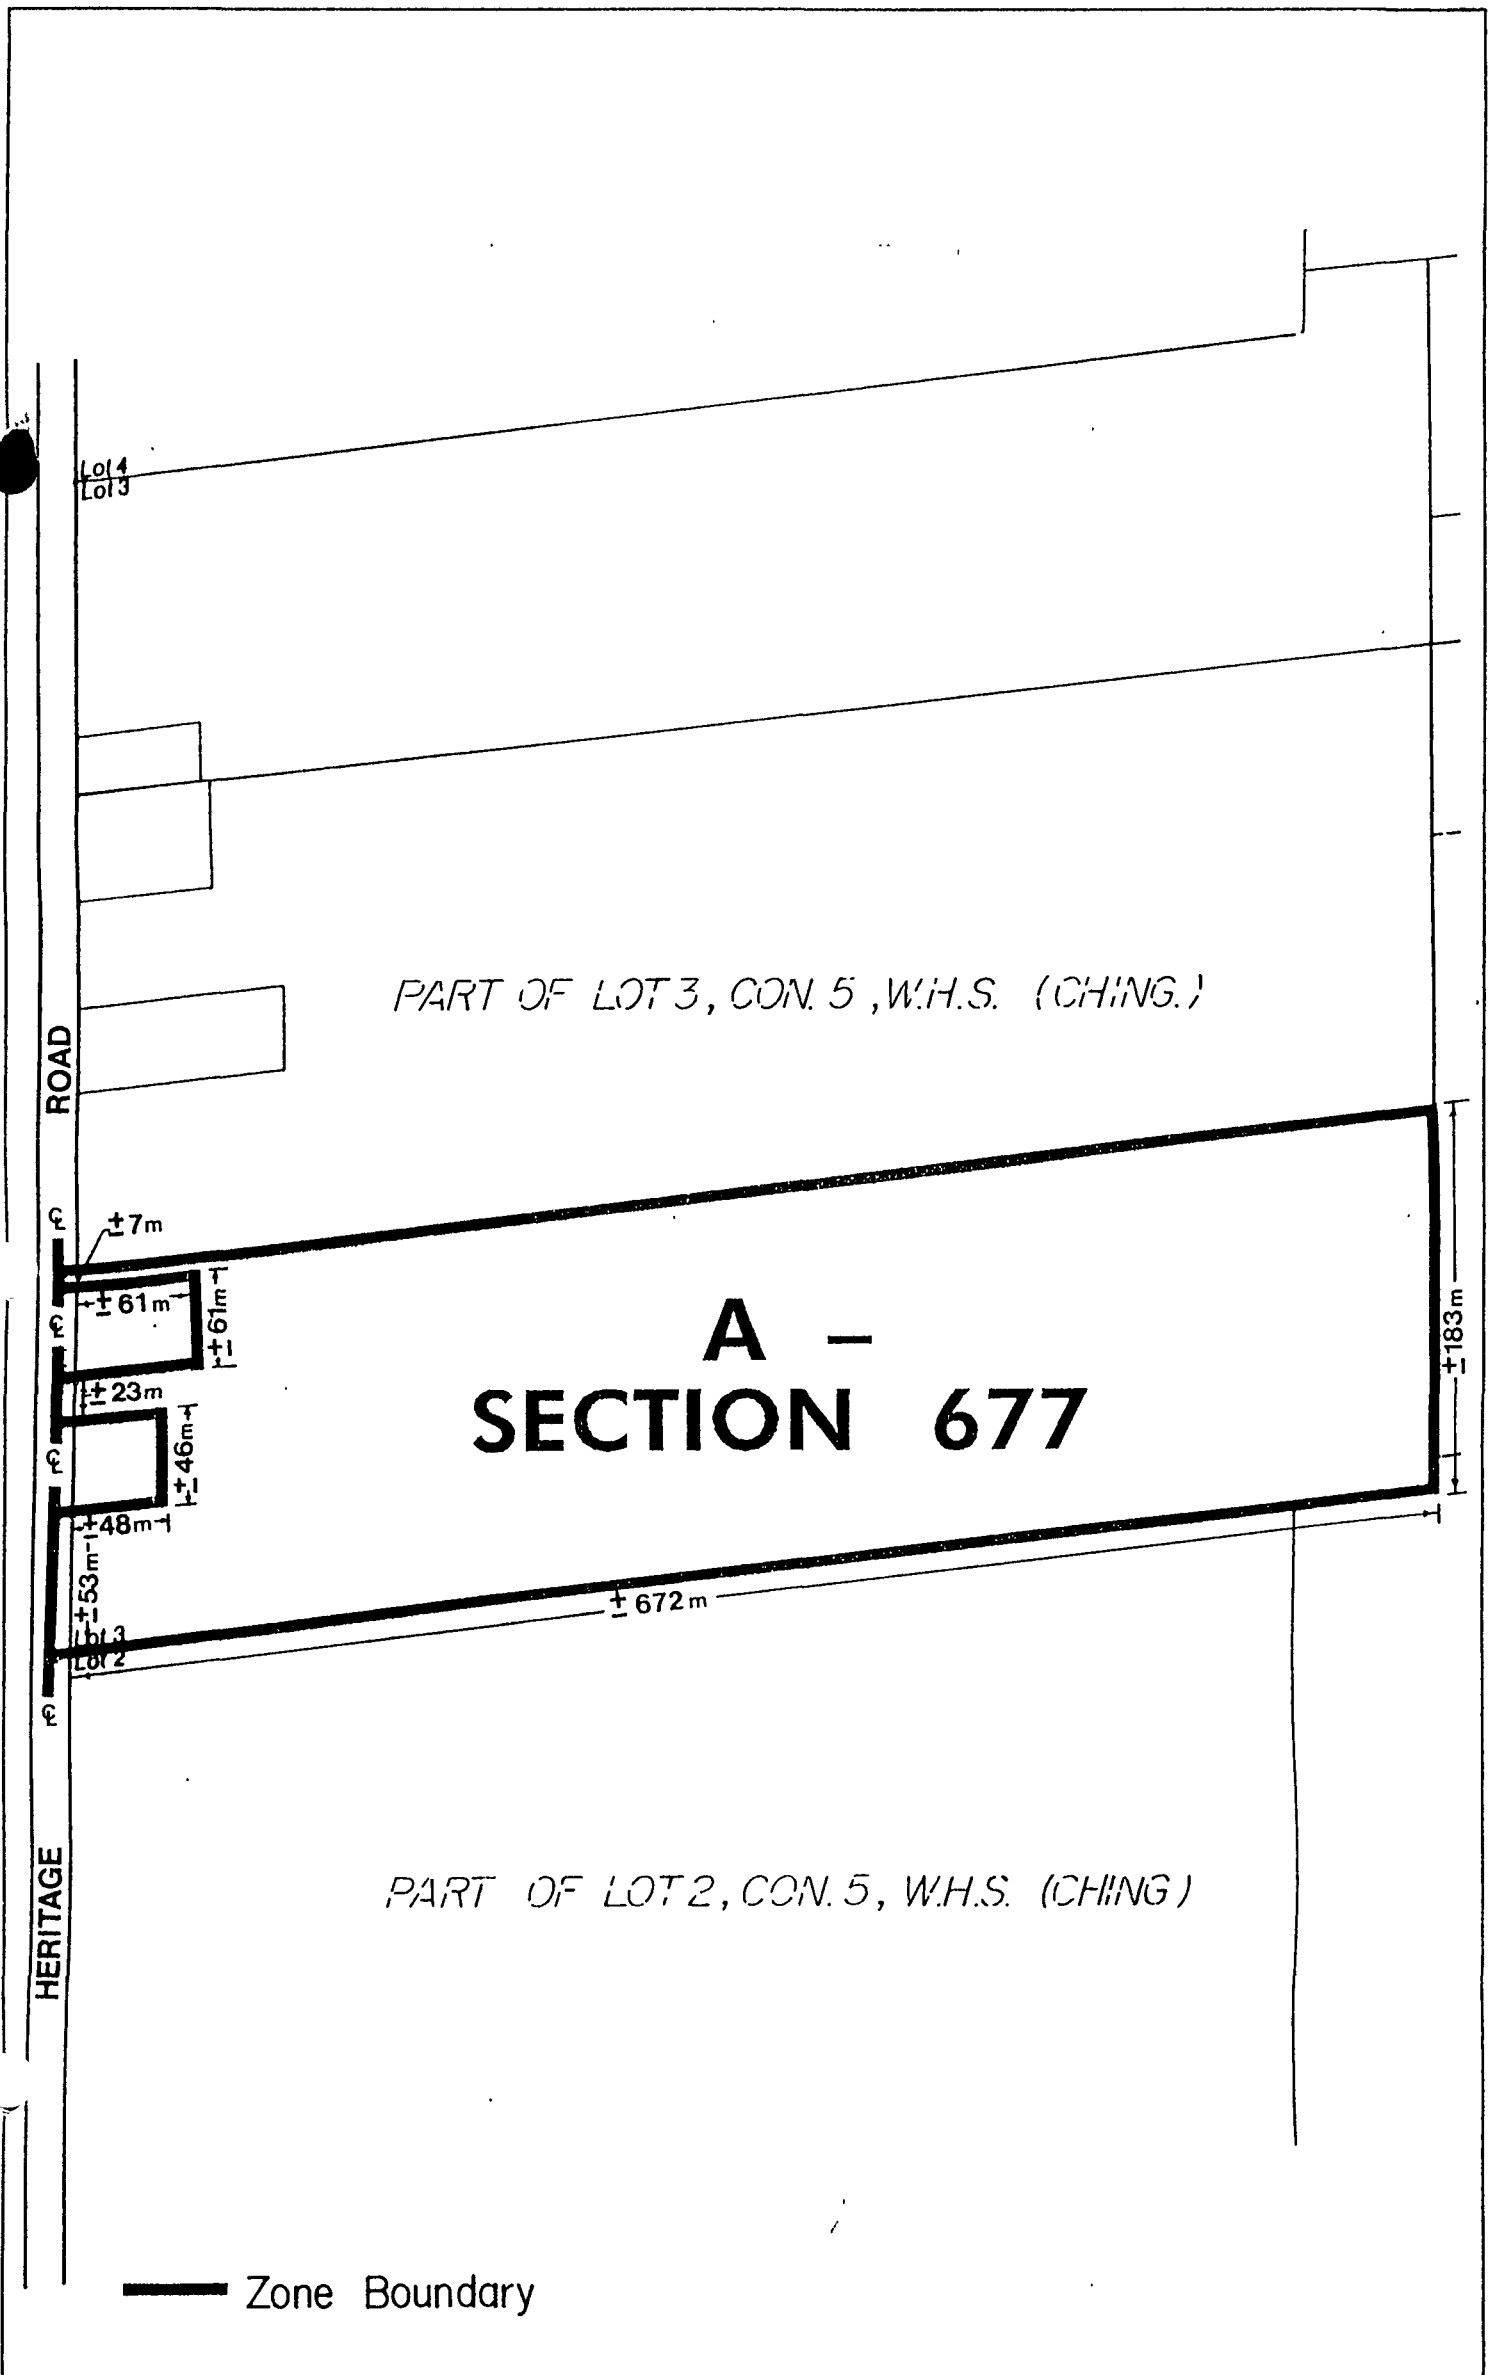 Lot 4
Lot 3
PART OF LOT 3, CON. 5 , W.H.S. (CHING.)
ROAD
℄
±7m
± 61m
±61m
℄
A –
SECTION 677
±183m
±23m
±46m
℄
±48m
±53m
± 672m
Lot 3
Lot 2
℄
PART OF LOT 2, CON. 5, W.H.S. (CHING)
HERITAGE
Zone Boundary